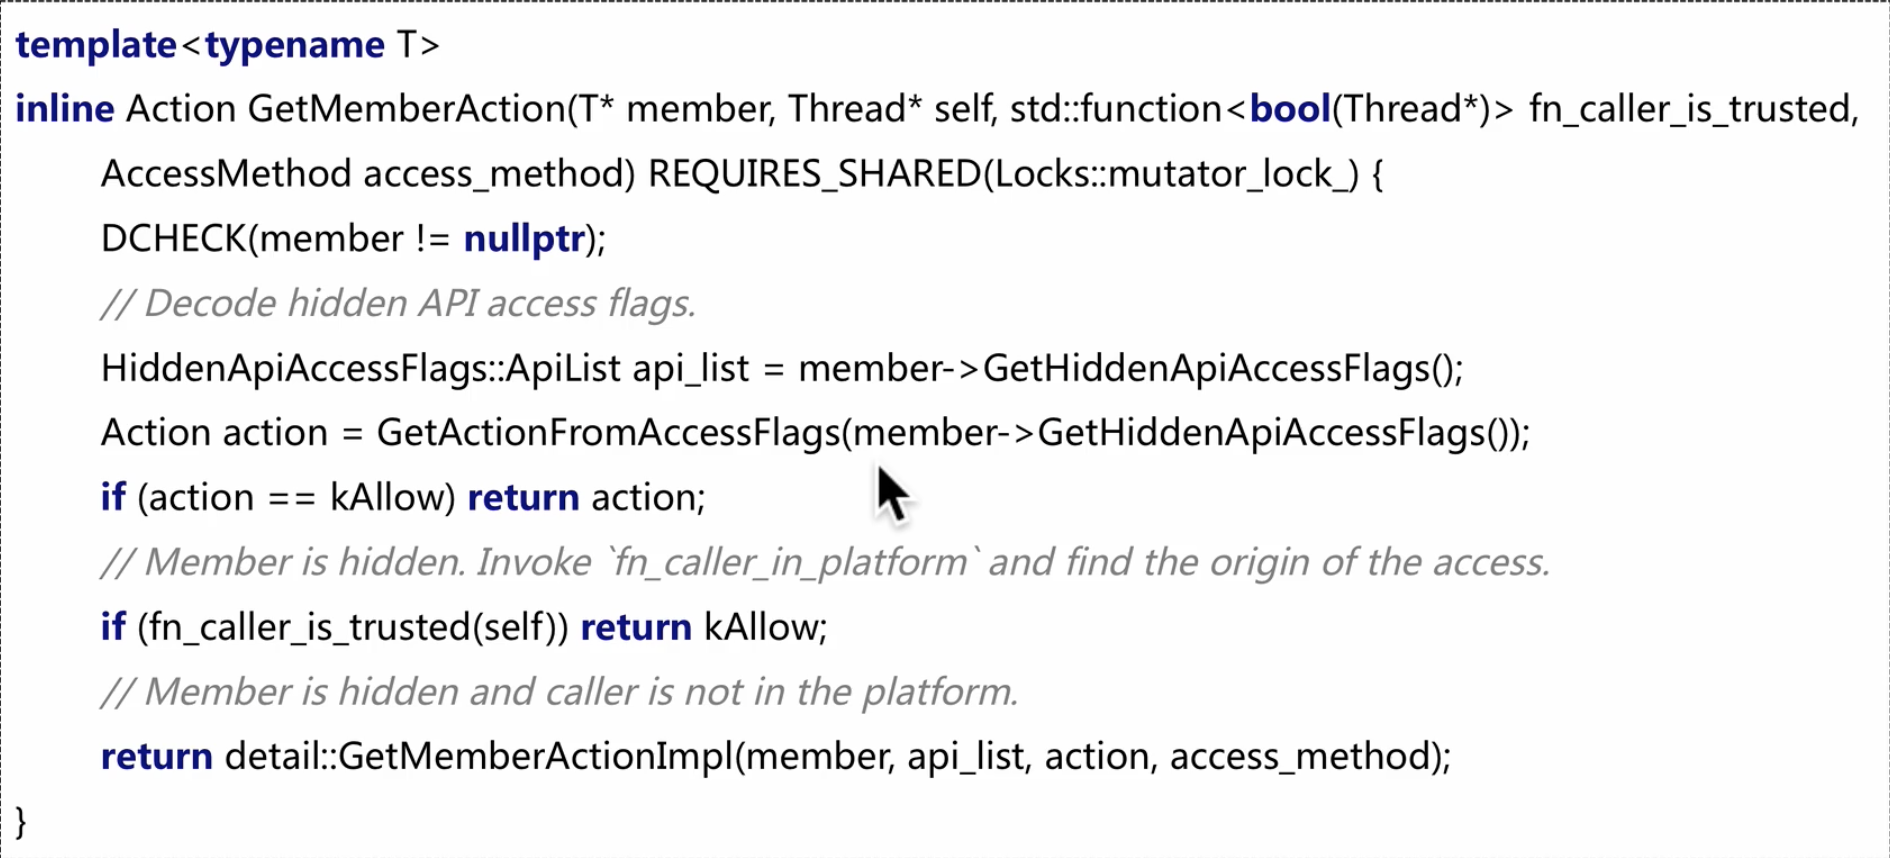 template<typename T>
inline Action GetMemberAction(T* member, Thread* self, std::function<bool(Thread*)> fn_caller_is_trusted,
AccessMethod access_method) REQUIRES_SHARED(Locks::mutator_lock_) {
DCHECK(member != nullptr);
// Decode hidden API access flags.
HiddenApiAccessFlags::ApiList api_list = member->GetHiddenApiAccessFlags();
Action action = GetActionFromAccessFlags(member->GetHiddenApiAccessFlags());
if (action == kAllow) return action;
// Member is hidden. Invoke `fn_caller_in_platform` and find the origin of the access.
if (fn_caller_is_trusted(self)) return kAllow;
// Member is hidden and caller is not in the platform.
return detail::GetMemberActionImpl(member, api_list, action, access_method);
}